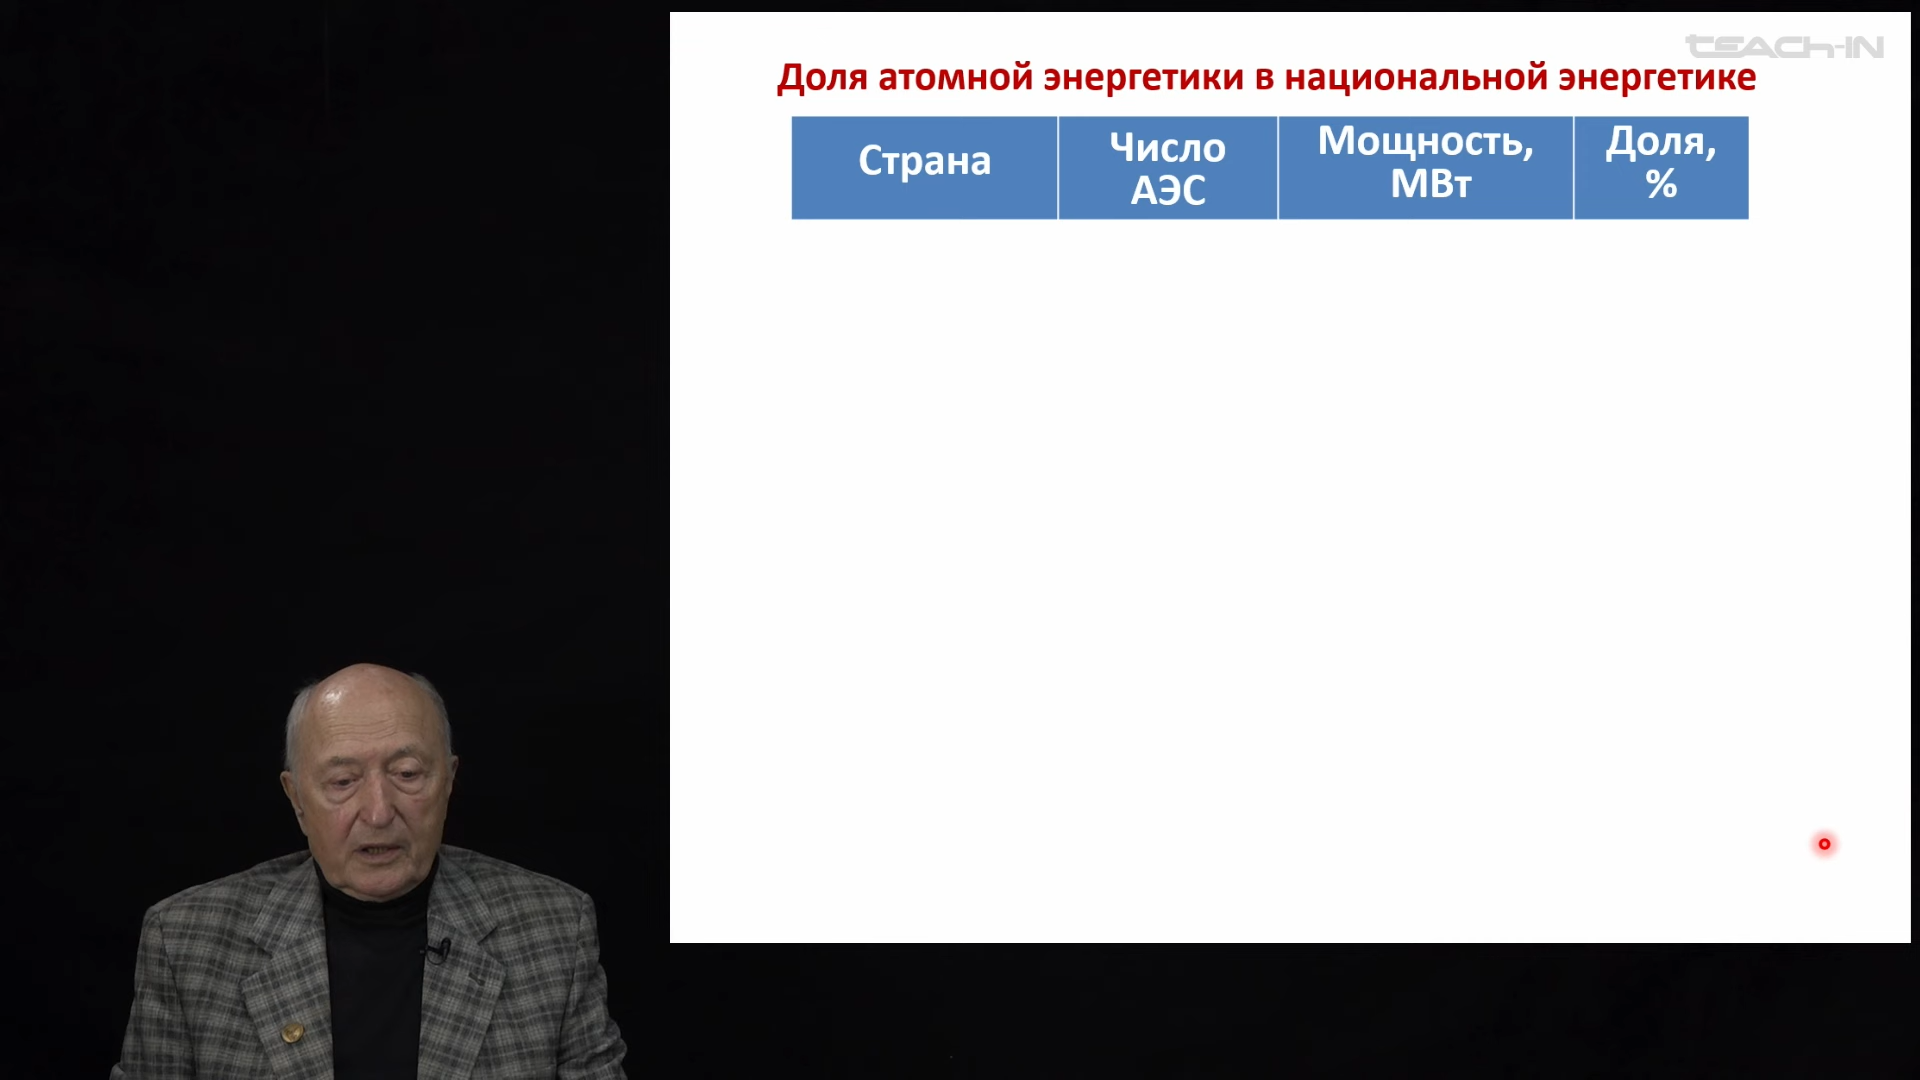 teach-in
Доля атомной энергетики в национальной энергетике
Страна
Число
АЭС
Мощность,
МВт
Доля,
%